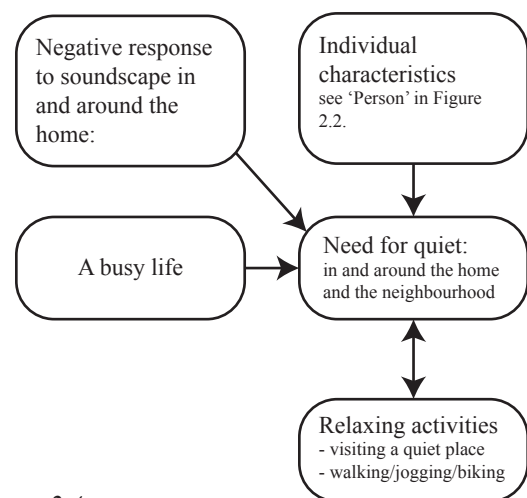 Negative response
to soundscape in
and around the
home:
Individual
characteristics
see ‘Person’ in Figure
2.2.
A busy life
Need for quiet:
in and around the home
and the neighbourhood
Relaxing activities
- visiting a quiet place
- walking/jogging/biking